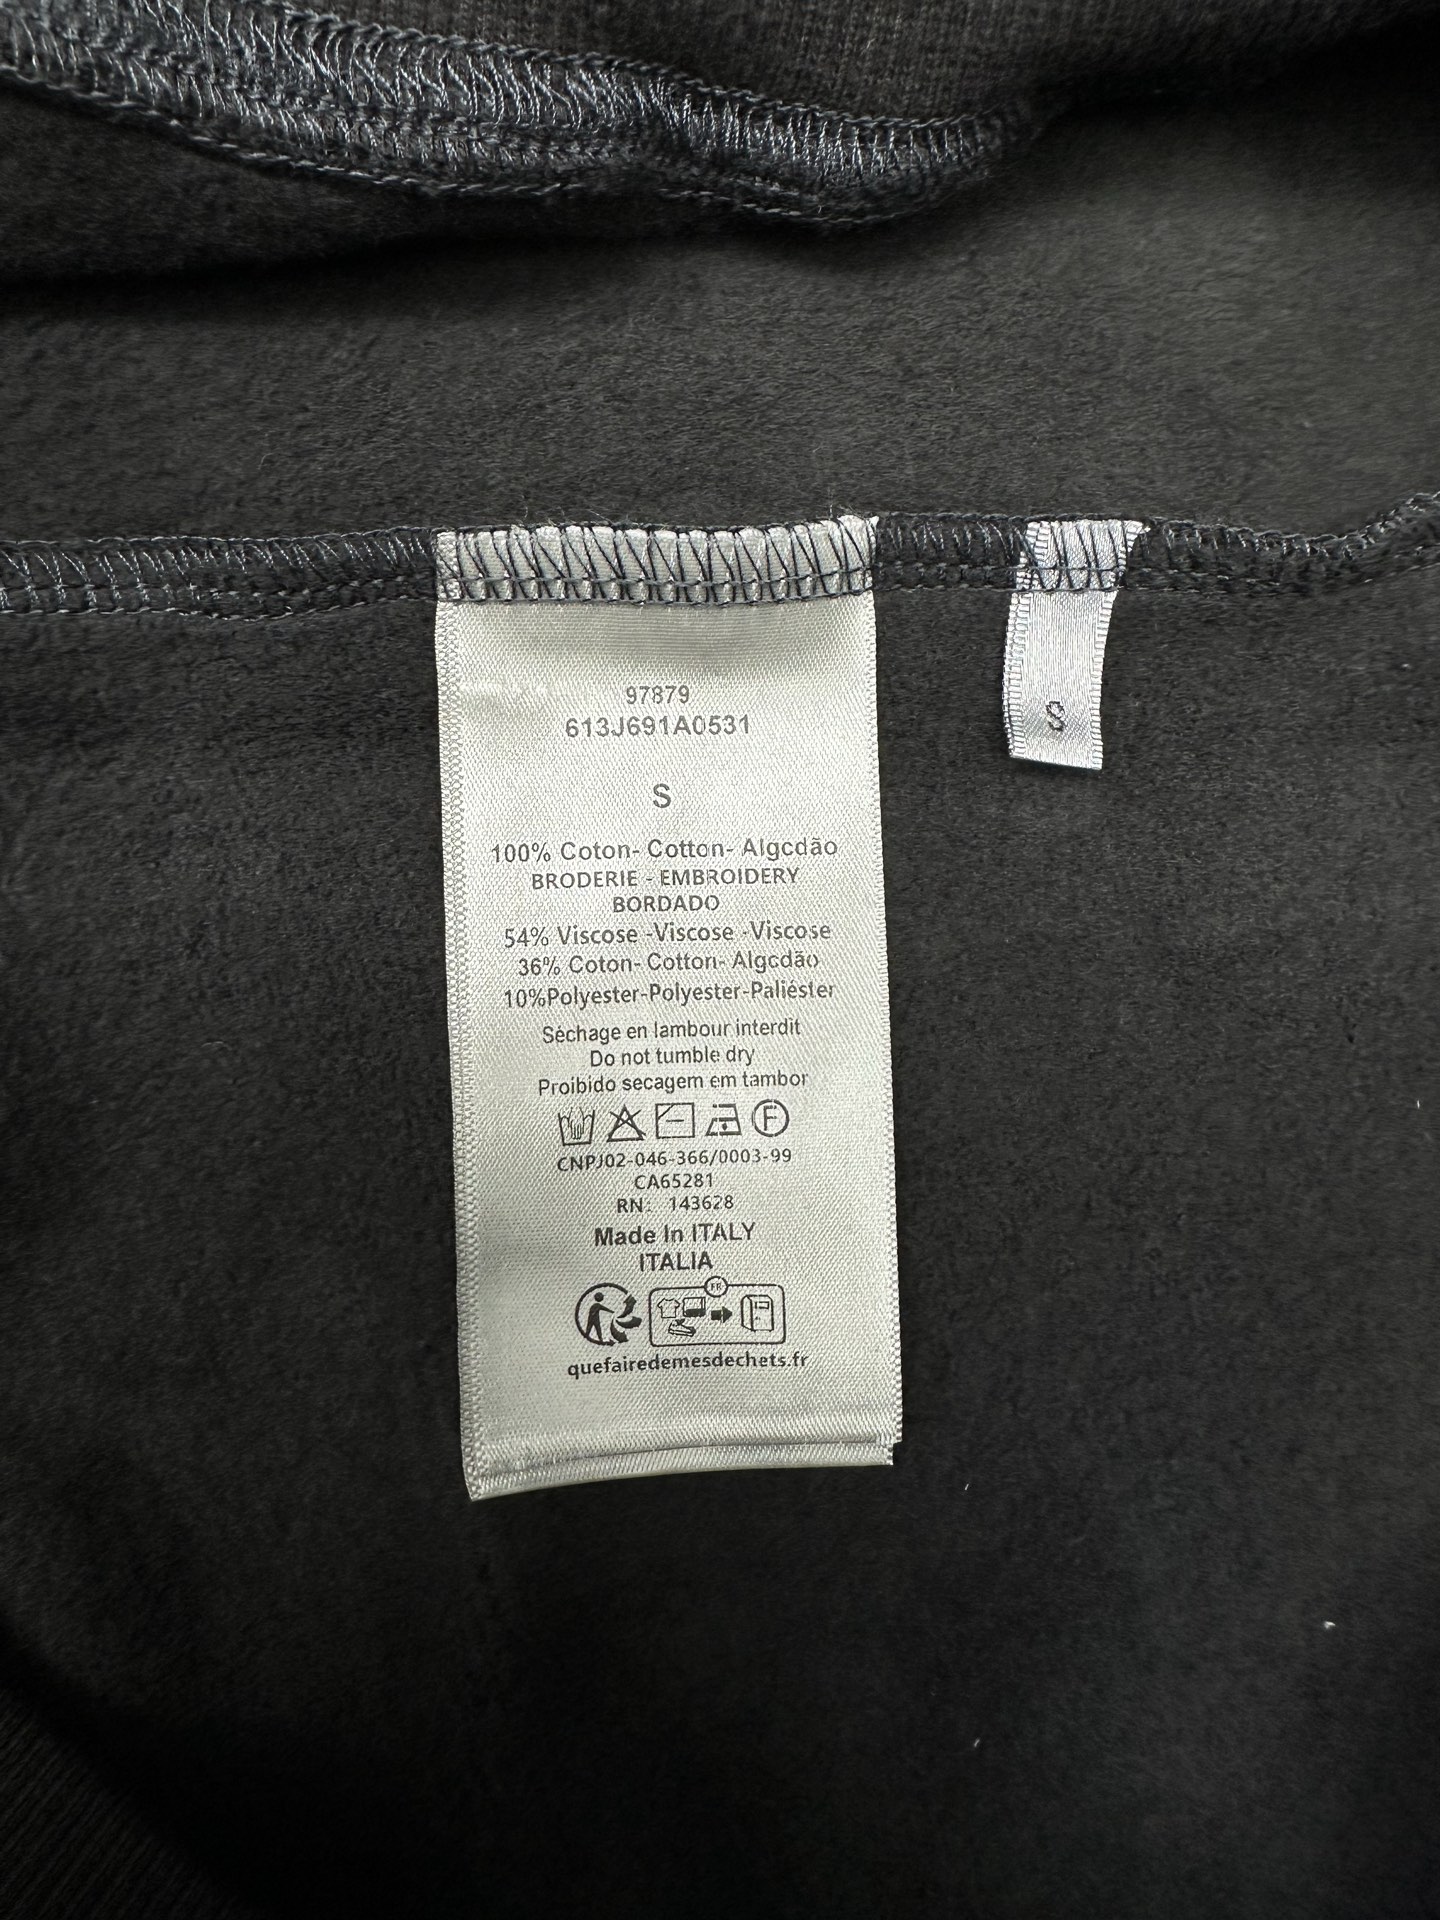 97879
613J691A0531
S
100% Coton- Cotton- Algcdão
BRODERIE - EMBROIDERY
BORDADO
54% Viscose -Viscose -Viscose
36% Coton- Cotton- Algcdão
10%Polyester-Polyester-Paliéster
Séchage en lambour interdit
Do not tumble dry
Proibido secagem em tambor
F
CNPJ02-046-366/0003-99
CA65281
RN: 143628
Made In ITALY
ITALIA
FR
quefairedemesdechets.fr
S